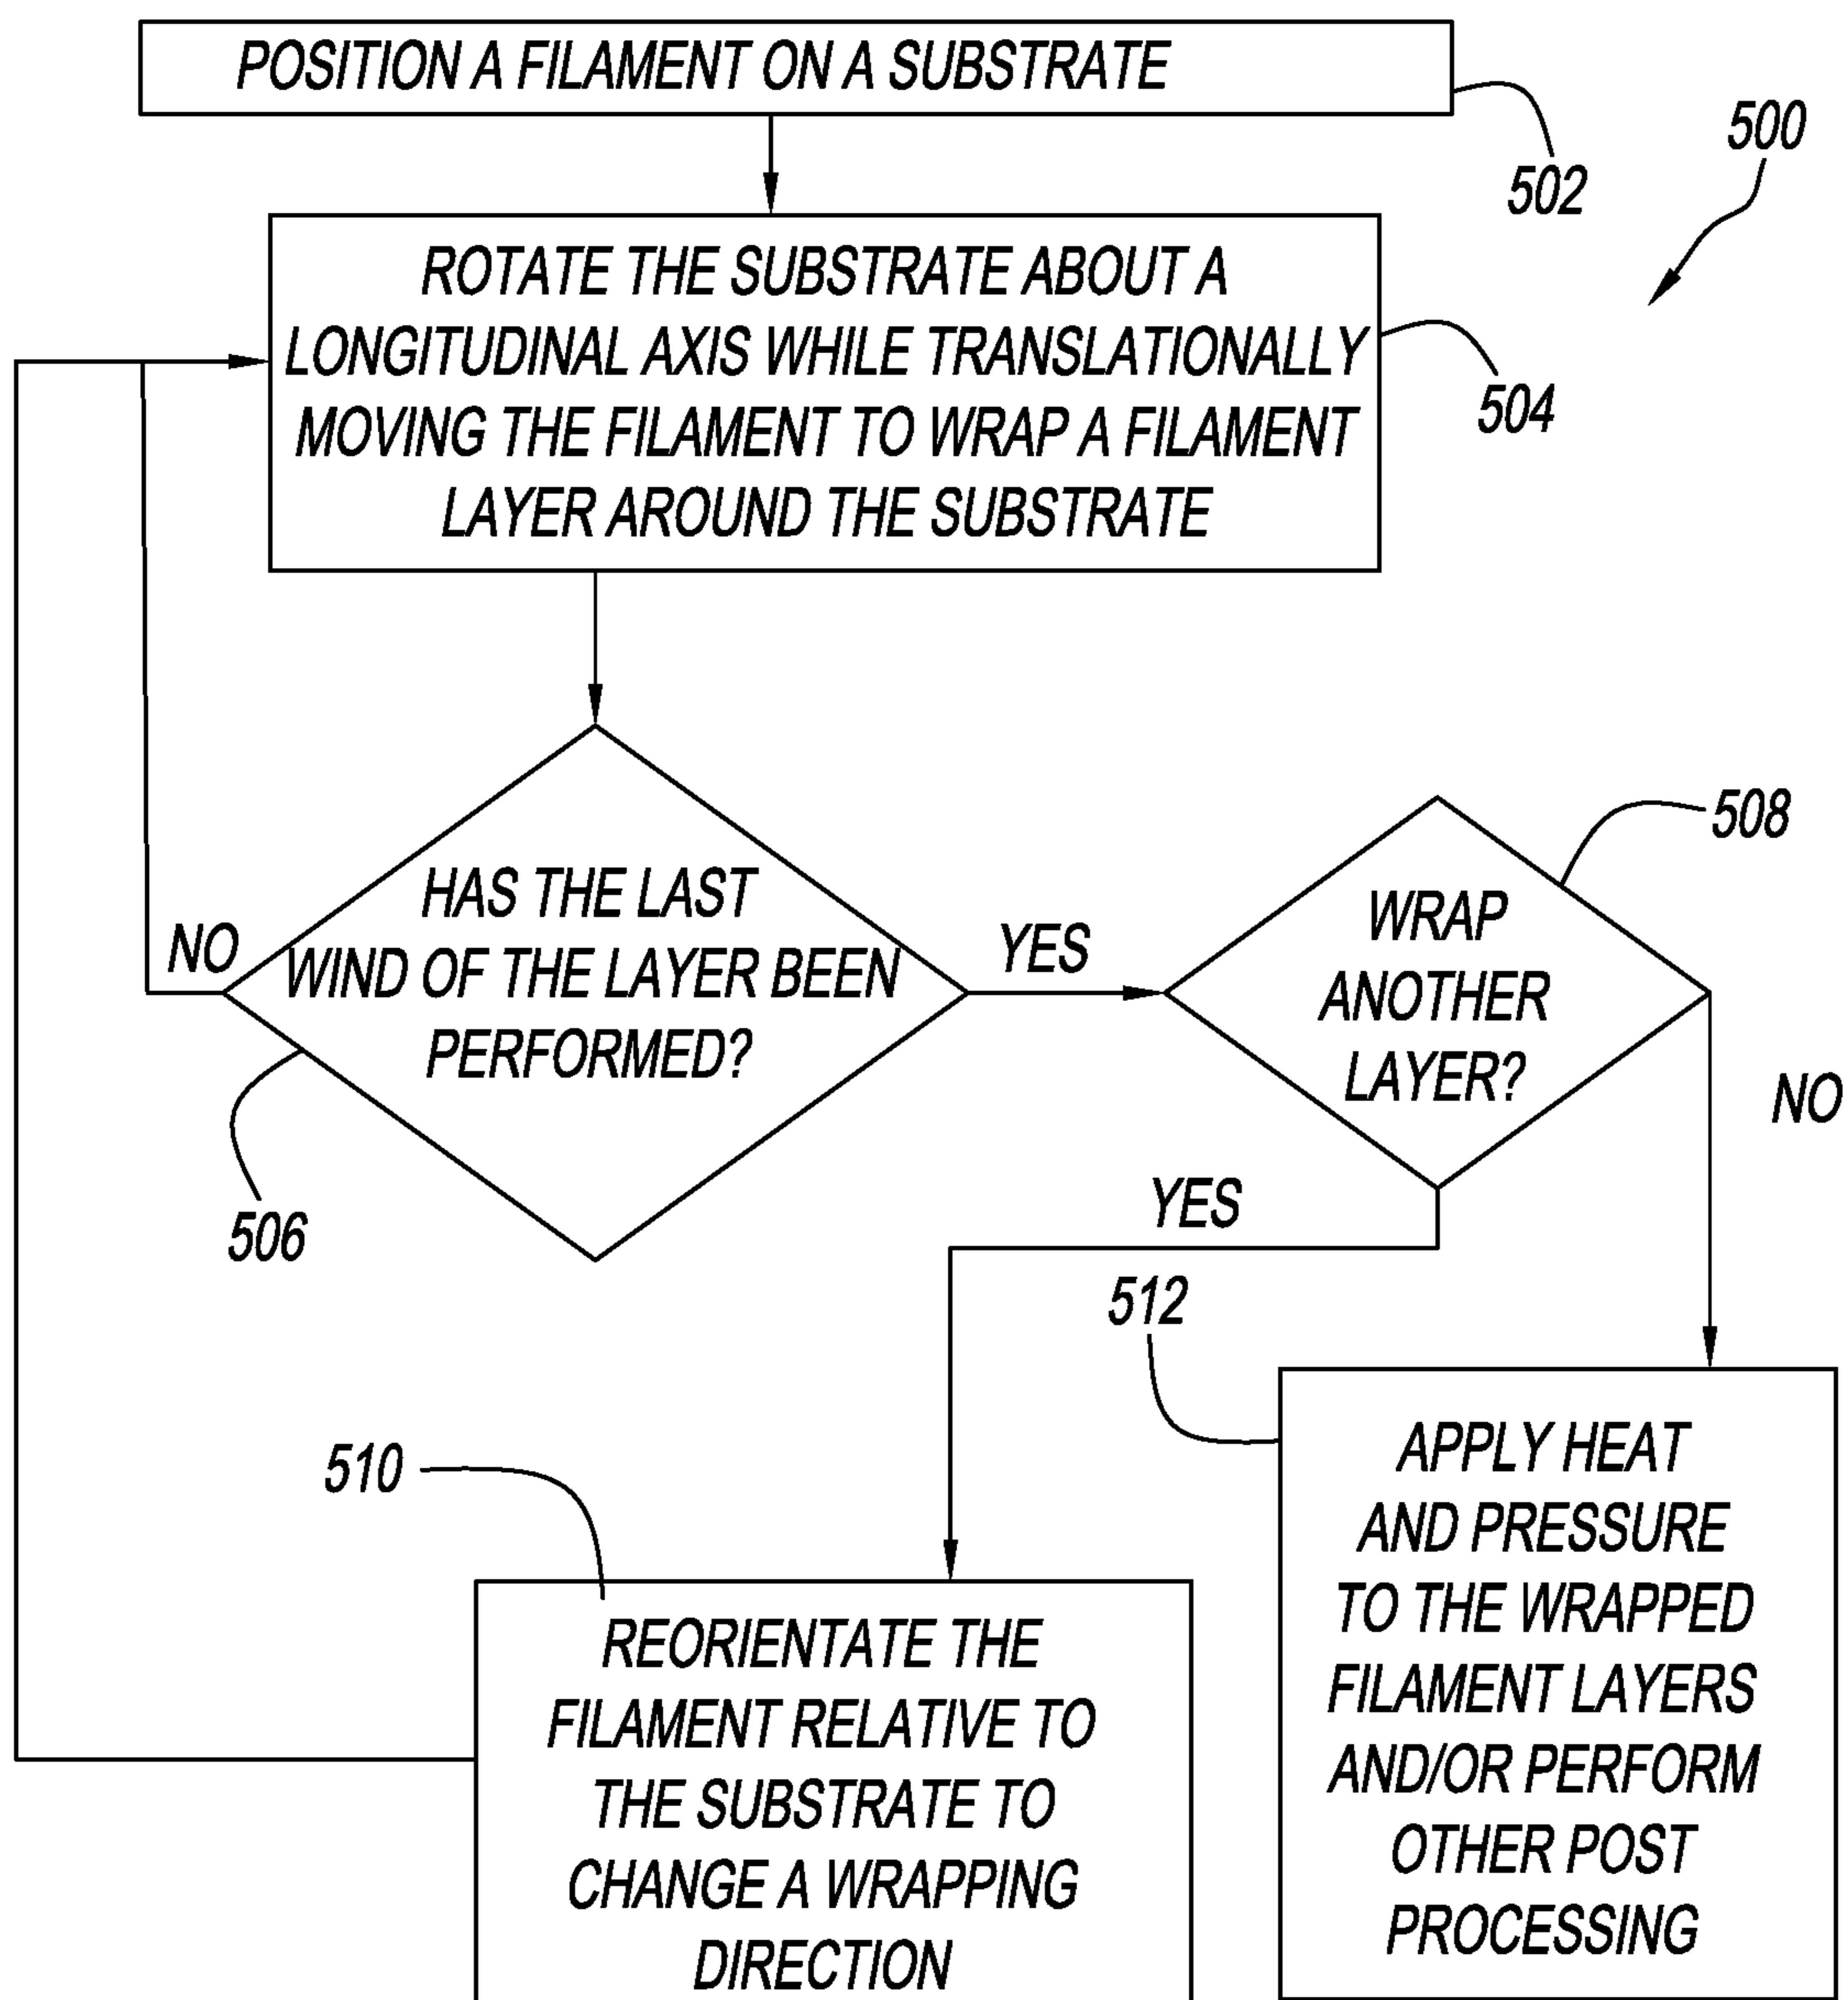 POSITION A FILAMENT ON A SUBSTRATE
502
500
ROTATE THE SUBSTRATE ABOUT A
LONGITUDINAL AXIS WHILE TRANSLATIONALLY
MOVING THE FILAMENT TO WRAP A FILAMENT
LAYER AROUND THE SUBSTRATE
504
HAS THE LAST
WIND OF THE LAYER BEEN
PERFORMED?
NO
YES
506
WRAP
ANOTHER
LAYER?
508
NO
YES
512
510
REORIENTATE THE
FILAMENT RELATIVE TO
THE SUBSTRATE TO
CHANGE A WRAPPING
DIRECTION
APPLY HEAT
AND PRESSURE
TO THE WRAPPED
FILAMENT LAYERS
AND/OR PERFORM
OTHER POST
PROCESSING